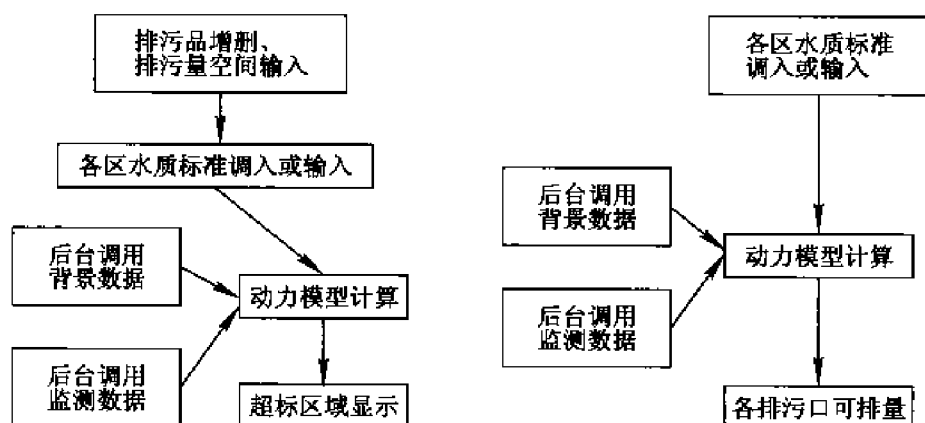 排污品增删、
排污量空间输入
各区水质标准调入或输入
后台调用
背景数据
动力模型计算
后台调用
监测数据
超标区域显示
各区水质标准
调入或输入
后台调用
背景数据
动力模型计算
后台调用
监测数据
各排污口可排量